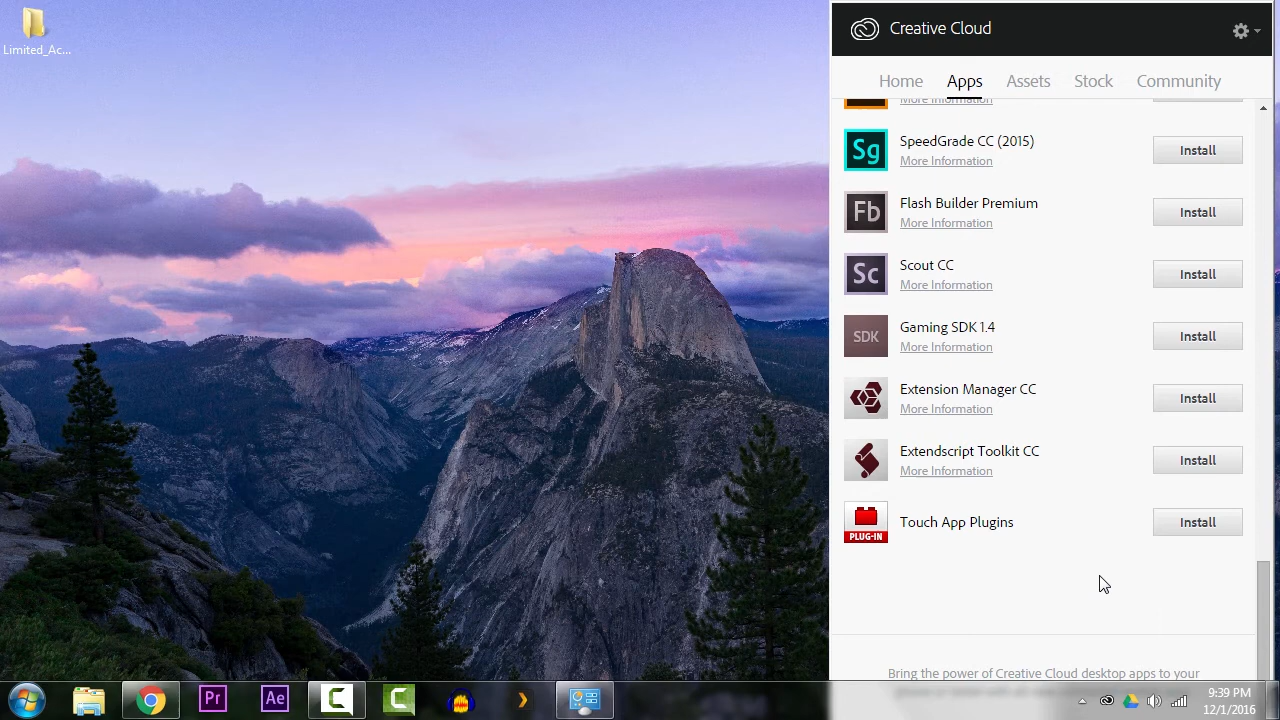 Limited_Ac...
Creative Cloud
Home Apps Assets Stock Community
More Information
Sg SpeedGrade CC (2015) Install
More Information
Fb Flash Builder Premium Install
More Information
Sc Scout CC Install
More Information
SDK Gaming SDK 1.4 Install
More Information
Extension Manager CC Install
More Information
Extendscript Toolkit CC Install
More Information
PLUG-IN Touch App Plugins Install
Bring the power of Creative Cloud desktop apps to your
Pr Ae 9:39 PM
12/1/2016